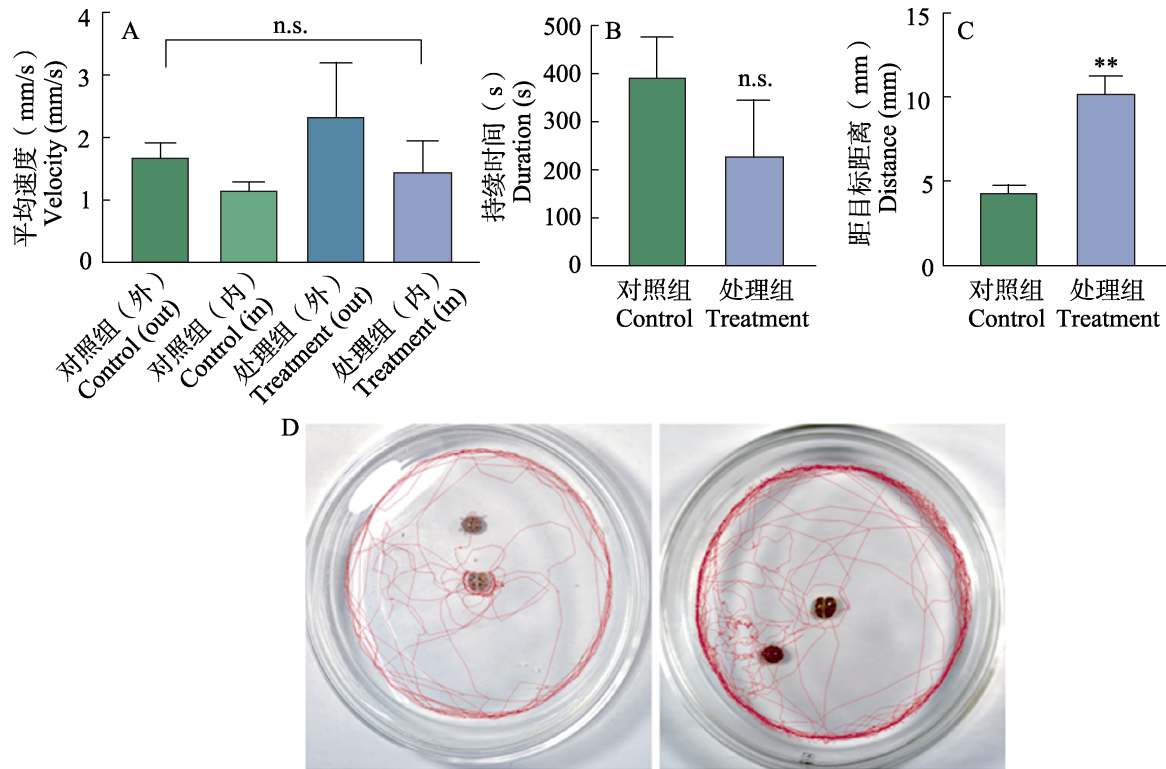 A
n.s.
平均速度（mm/s）
Velocity (mm/s)
4
3
2
1
0
对照组（外）
Control (out)
对照组（内）
Control (in)
处理组（外）
Treatment (out)
处理组（内）
Treatment (in)
B
n.s.
持续时间（s）
Duration (s)
500
400
300
200
100
0
对照组
Control
处理组
Treatment
C
**
距目标距离（mm）
Distance (mm)
15
10
5
0
对照组
Control
处理组
Treatment
D